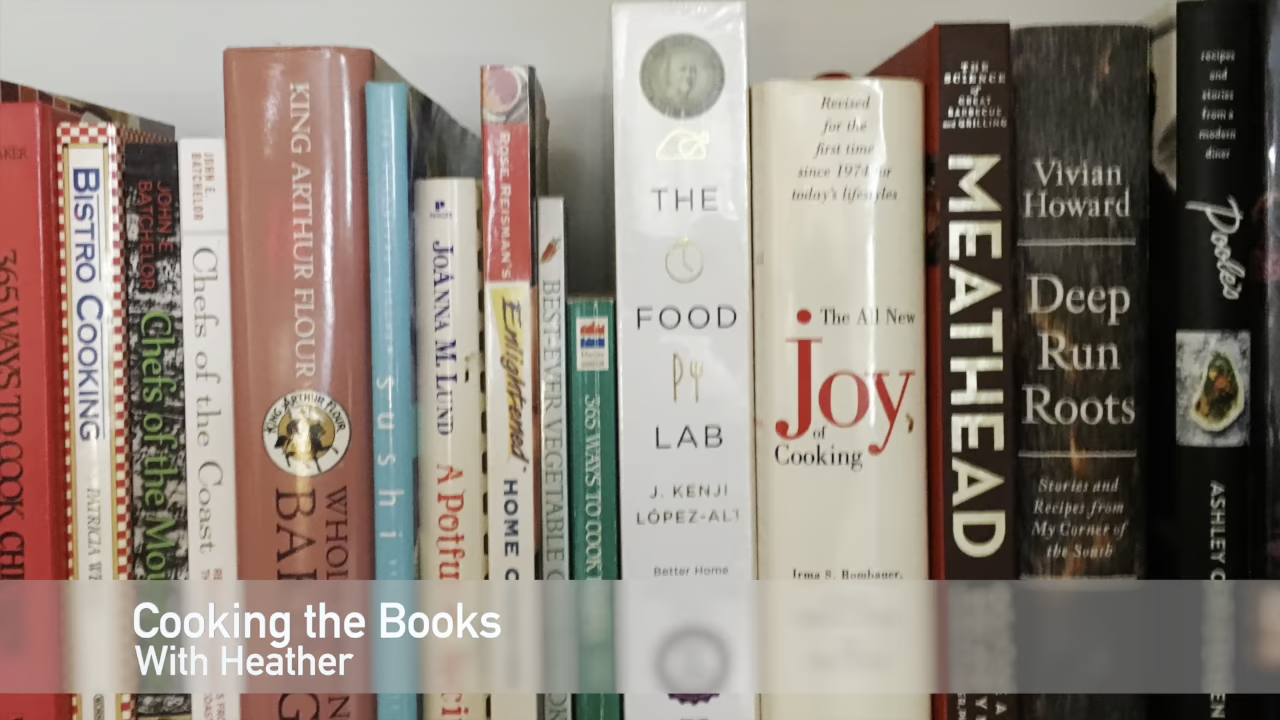 365 WAYS TO COOK CHI
BISTRO COOKING
PATRICIA W
JOHN E.
BATCHELOR
Chefs of the Mou
JOHN E.
BATCHELOR
Chefs of the Coast
KING ARTHUR FLOUR
KING ARTHUR FLOUR
WHOL
BAK
sushi
JOANNA M. LUND
A Potfu
ROSE REISMAN'S
Enlightened
HOME C
BEST-EVER VEGETABLE
365 WAYS TO COOK
THE
FOOD
LAB
J. KENJI
LÓPEZ-ALT
Better Home
Revised
for the
first time
since 1974 for
today's lifestyles
The All New
Joy
of
Cooking
Irma S. Rombauer,
THE
SCIENCE
of
GREAT
BARBECUE
and GRILLING
MEATHEAD
Vivian
Howard
Deep
Run
Roots
Stories and
Recipes from
My Corner of
the South
recipes
and
stories
from a
modern
diner
Poole's
ASHLEY C
Cooking the Books
With Heather